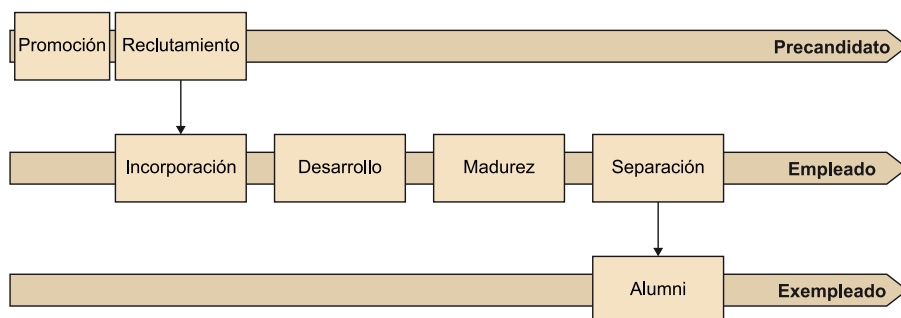 Promoción
Reclutamiento
Precandidato
Incorporación
Desarrollo
Madurez
Separación
Empleado
Alumni
Exempleado